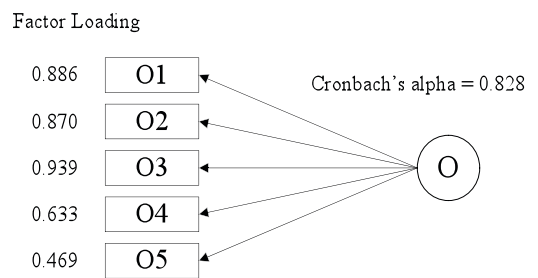 Factor Loading
0.886 O1
Cronbach's alpha = 0.828
0.870 O2
0.939 O3 O
0.633 O4
0.469 O5